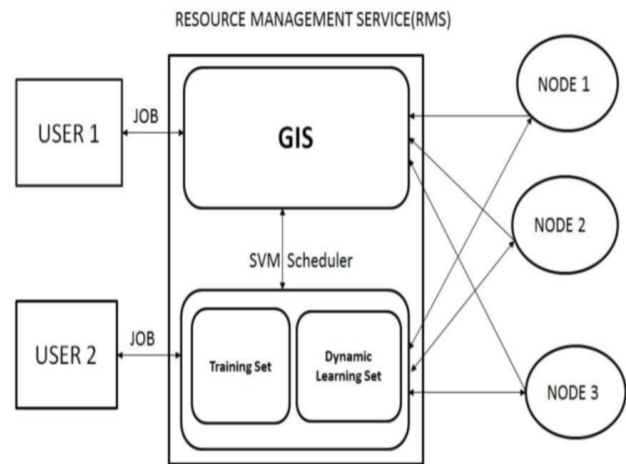 RESOURCE MANAGEMENT SERVICE(RMS)
USER 1
JOB
GIS
NODE 1
NODE 2
SVM Scheduler
USER 2
JOB
Training Set
Dynamic
Learning Set
NODE 3